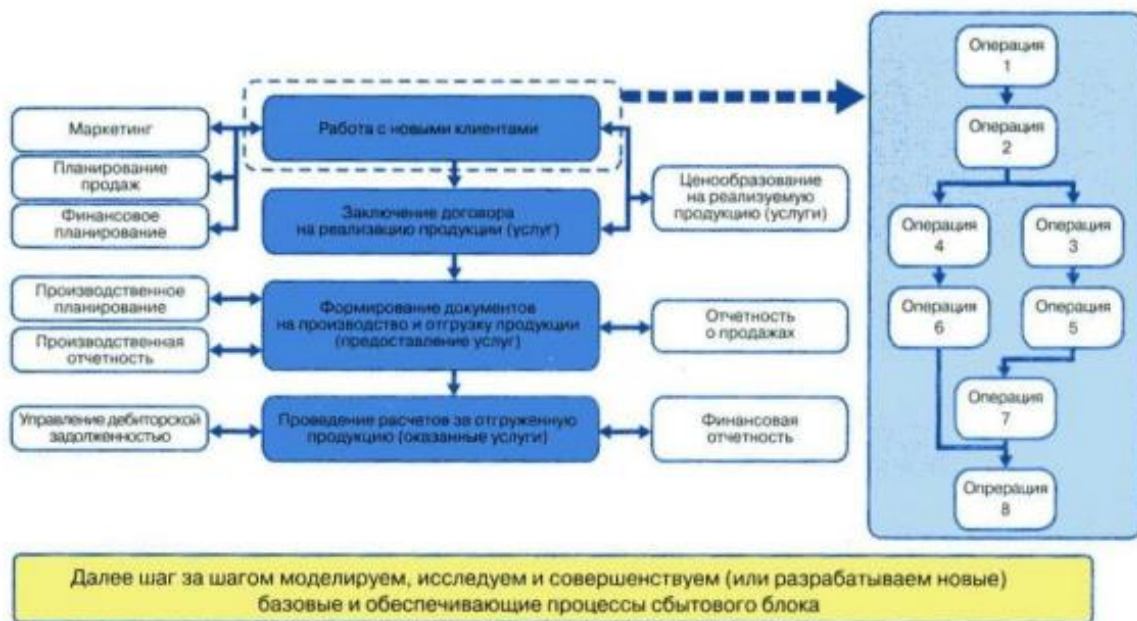 Маркетинг
Планирование
продаж
Финансовое
планирование
Производственное
планирование
Производственная
отчетность
Управление дебиторской
задолженностью
Работа с новыми клиентами
Заключение договора
на реализацию продукции (услуг)
Формирование документов
на производство и отгрузку продукции
(предоставление услуг)
Проведение расчетов за отгруженную
продукцию (оказанные услуги)
Ценообразование
на реализуемую
продукцию (услуги)
Отчетность
о продажах
Финансовая
отчетность
Операция
1
Операция
2
Операция
4
Операция
3
Операция
6
Операция
5
Операция
7
Опрерация
8
Далее шаг за шагом моделируем, исследуем и совершенствуем (или разрабатываем новые)
базовые и обеспечивающие процессы сбытового блока